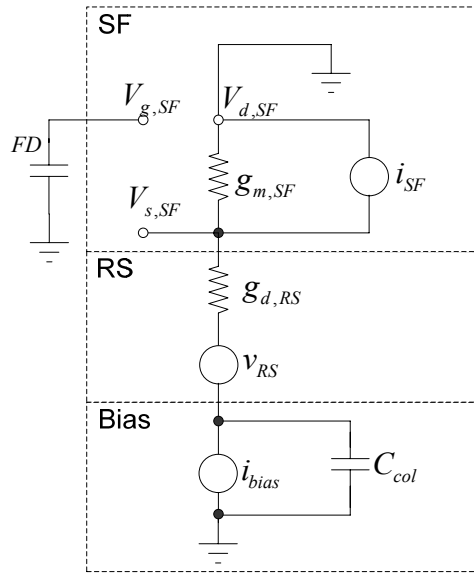 SF
V_{g,SF}
V_{d,SF}
FD
g_{m,SF}
i_{SF}
V_{s,SF}
RS
g_{d,RS}
v_{RS}
Bias
i_{bias}
C_{col}